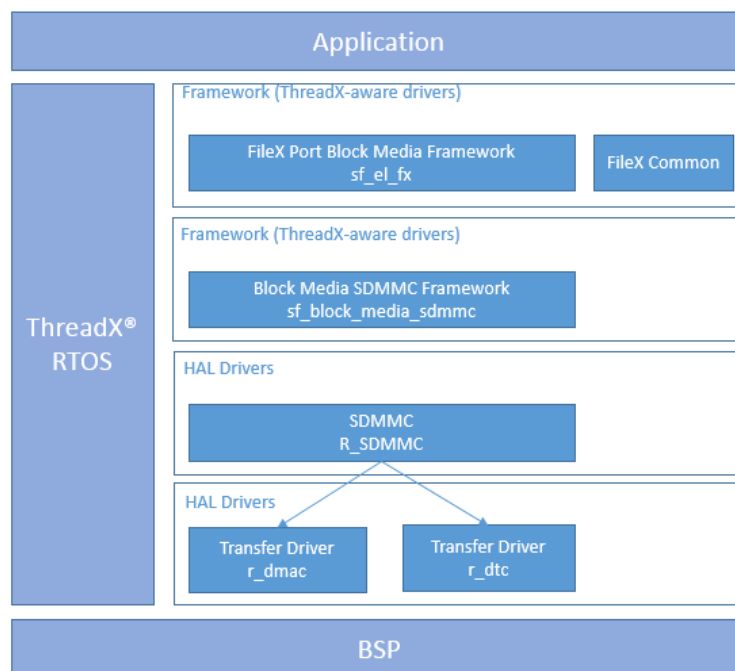 Application
ThreadX®
RTOS
Framework (ThreadX-aware drivers)
FileX Port Block Media Framework
sf_el_fx
FileX Common
Framework (ThreadX-aware drivers)
Block Media SDMMC Framework
sf_block_media_sdmmc
HAL Drivers
SDMMC
R_SDMMC
HAL Drivers
Transfer Driver
r_dmac
Transfer Driver
r_dtc
BSP